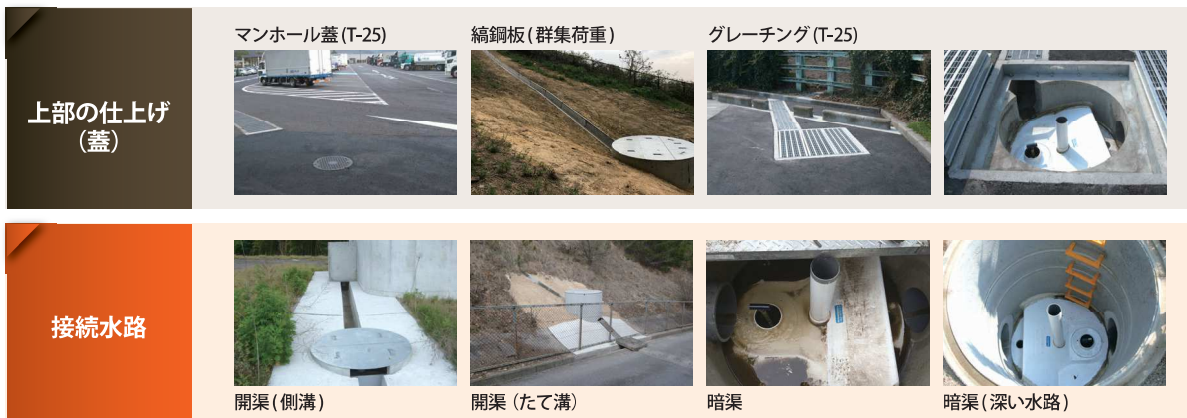 上部の仕上げ
(蓋)
マンホール蓋(T-25)
縞鋼板(群集荷重)
グレーチング(T-25)
接続水路
開渠(側溝)
開渠(たて溝)
暗渠
暗渠(深い水路)